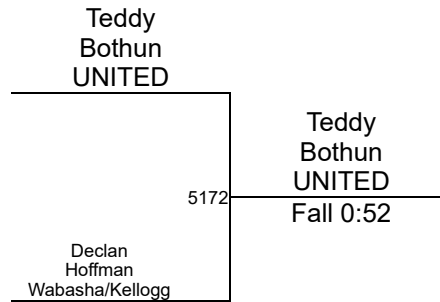 Teddy
Bothun
UNITED
Teddy
Bothun
UNITED
5172
Fall 0:52
Declan
Hoffman
Wabasha/Kellogg